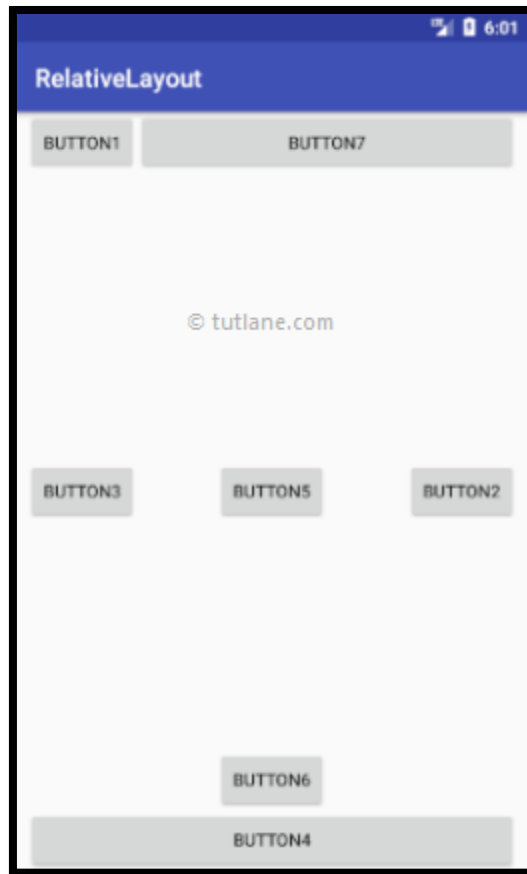 6:01
RelativeLayout
BUTTON1 BUTTON7
© tutlane.com
BUTTON3 BUTTON5 BUTTON2
BUTTON6
BUTTON4